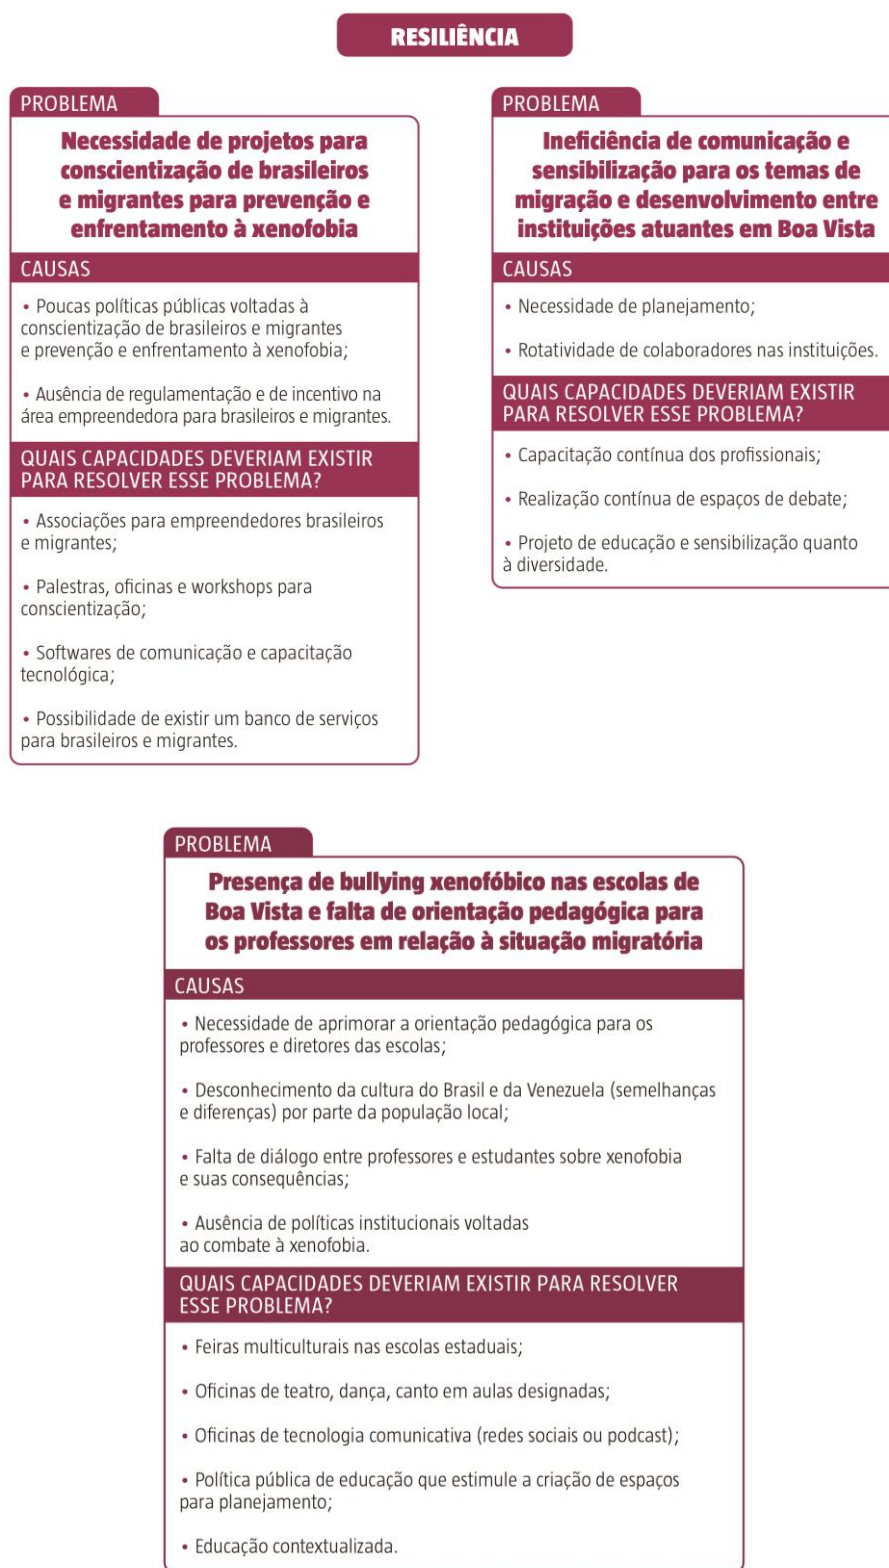 RESILIÊNCIA
PROBLEMA
Necessidade de projetos para
conscientização de brasileiros
e migrantes para prevenção e
enfrentamento à xenofobia
CAUSAS
• Poucas políticas públicas voltadas à
conscientização de brasileiros e migrantes
e prevenção e enfrentamento à xenofobia;
• Ausência de regulamentação e de incentivo na
área empreendedora para brasileiros e migrantes.
QUAIS CAPACIDADES DEVERIAM EXISTIR
PARA RESOLVER ESSE PROBLEMA?
• Associações para empreendedores brasileiros
e migrantes;
• Palestras, oficinas e workshops para
conscientização;
• Softwares de comunicação e capacitação
tecnológica;
• Possibilidade de existir um banco de serviços
para brasileiros e migrantes.
PROBLEMA
Ineficiência de comunicação e
sensibilização para os temas de
migração e desenvolvimento entre
instituições atuantes em Boa Vista
CAUSAS
• Necessidade de planejamento;
• Rotatividade de colaboradores nas instituições.
QUAIS CAPACIDADES DEVERIAM EXISTIR
PARA RESOLVER ESSE PROBLEMA?
• Capacitação contínua dos profissionais;
• Realização contínua de espaços de debate;
• Projeto de educação e sensibilização quanto
à diversidade.
PROBLEMA
Presença de bullying xenofóbico nas escolas de
Boa Vista e falta de orientação pedagógica para
os professores em relação à situação migratória
CAUSAS
• Necessidade de aprimorar a orientação pedagógica para os
professores e diretores das escolas;
• Desconhecimento da cultura do Brasil e da Venezuela (semelhanças
e diferenças) por parte da população local;
• Falta de diálogo entre professores e estudantes sobre xenofobia
e suas consequências;
• Ausência de políticas institucionais voltadas
ao combate à xenofobia.
QUAIS CAPACIDADES DEVERIAM EXISTIR PARA RESOLVER
ESSE PROBLEMA?
• Feiras multiculturais nas escolas estaduais;
• Oficinas de teatro, dança, canto em aulas designadas;
• Oficinas de tecnologia comunicativa (redes sociais ou podcast);
• Política pública de educação que estimule a criação de espaços
para planejamento;
• Educação contextualizada.